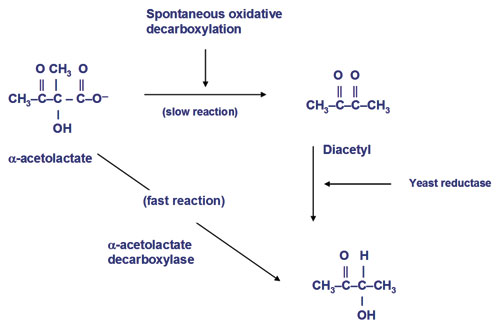 Spontaneous oxidative
decarboxylation
O CH₃ O
CH₃–C–C–C–O⁻
OH
(slow reaction)
O O
CH₃–C–C–CH₃
α-acetolactate
Diacetyl
(fast reaction)
Yeast reductase
α-acetolactate
decarboxylase
O H
CH₃–C–C–CH₃
OH